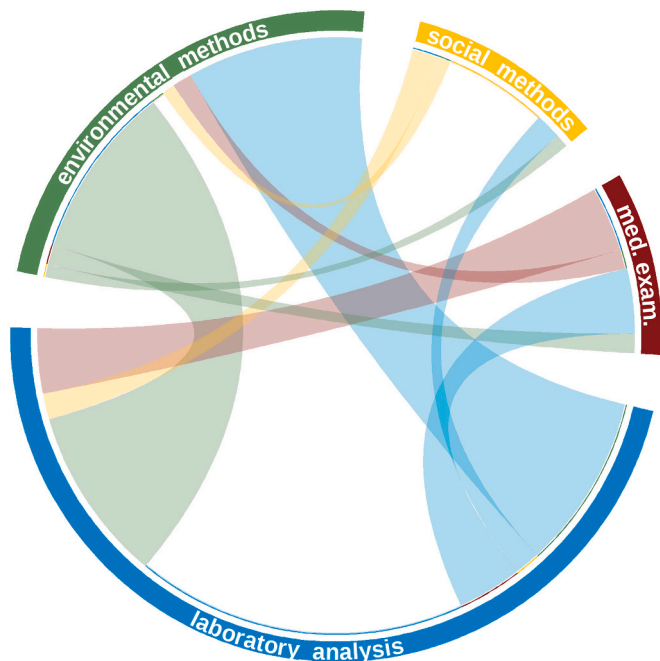 environmental methods
social methods
med. exam.
laboratory analysis